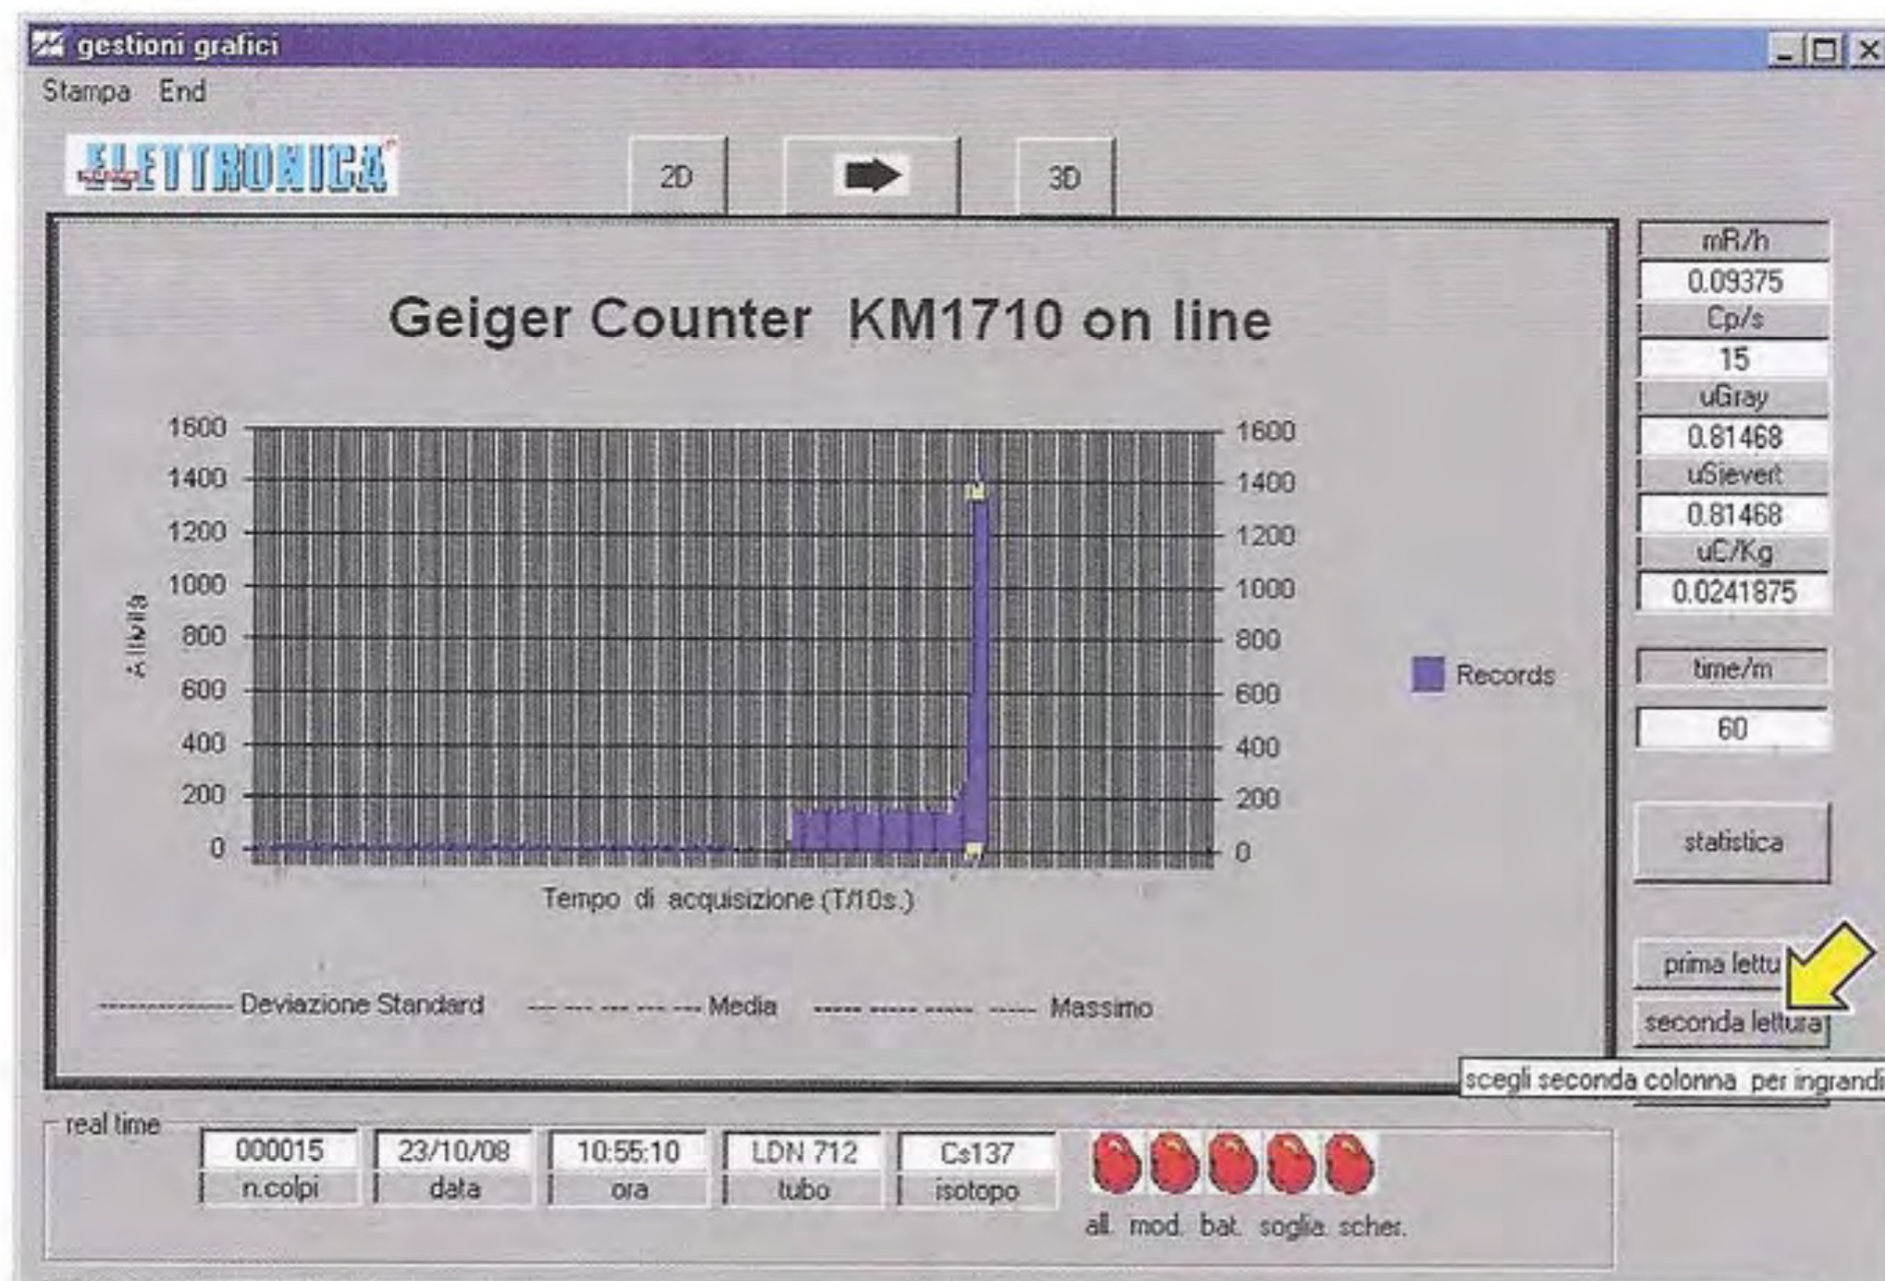 gestioni grafici
Stampa End
ELETTRONICA
2D
3D
Geiger Counter KM1710 on line
1600
1400
1200
1000
800
600
400
200
0
1600
1400
1200
1000
800
600
400
200
0
Attività
Tempo di acquisizione (T/10s.)
Records
Deviazione Standard Media Massimo
mR/h
0.09375
Cp/s
15
uGray
0.81468
uSievert
0.81468
uC/Kg
0.0241875
time/m
60
statistica
prima lettu
seconda lettura
scegli seconda colonna per ingrandi
real time
000015 23/10/08 10:55:10 LDN 712 Cs137
n.colpi data ora tubo isotopo
all. mod. bat. soglia. scher.